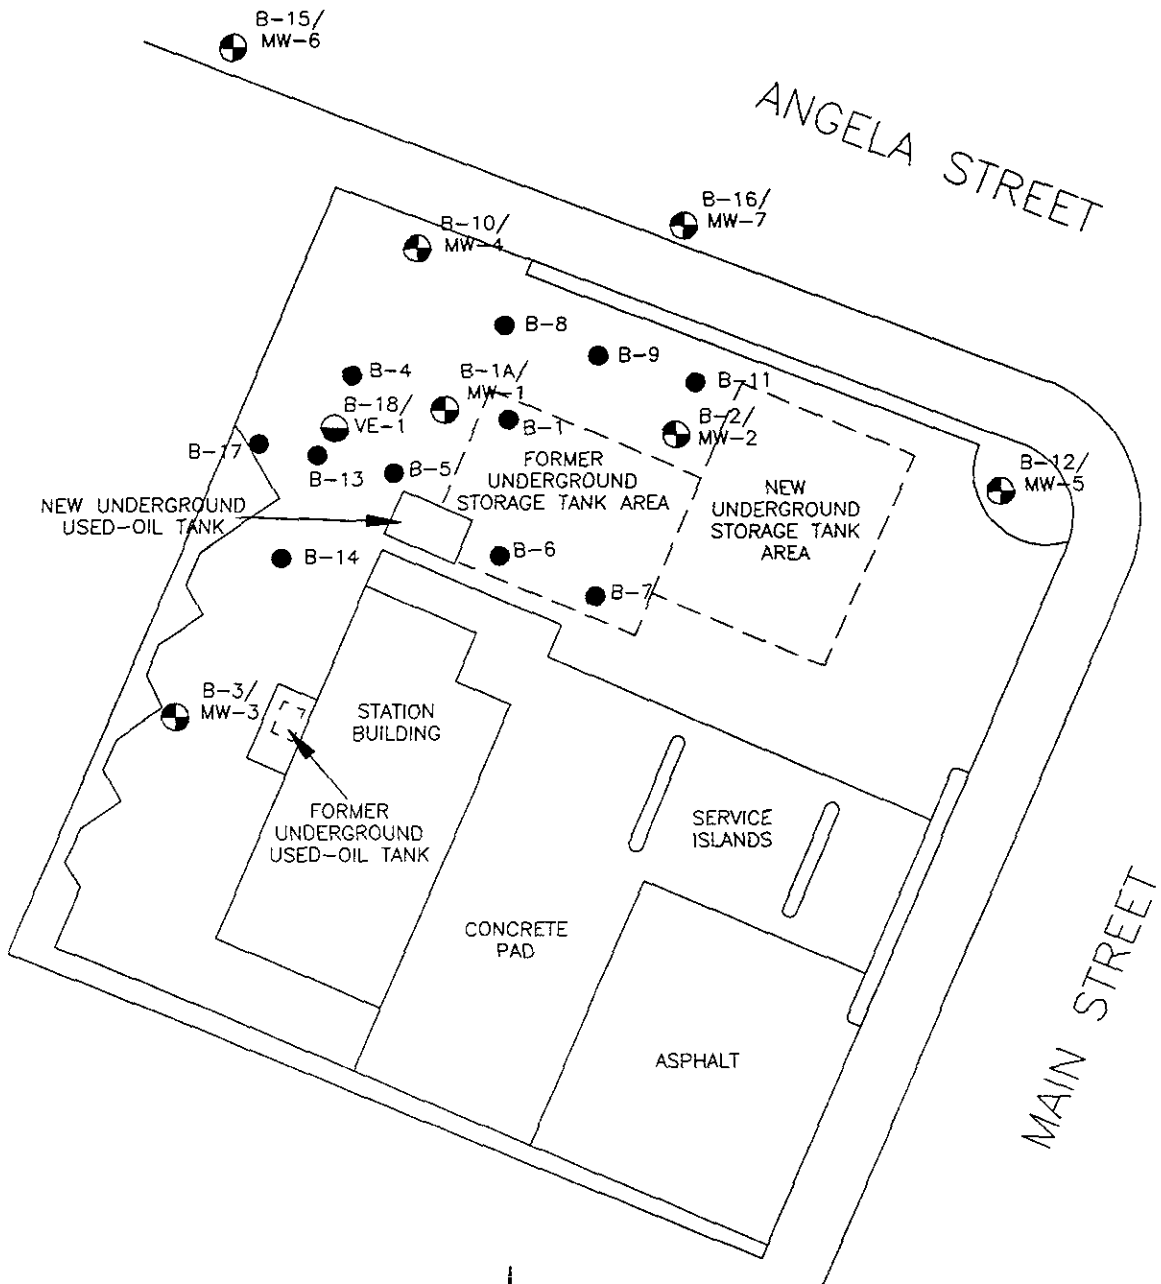 B-15/
MW-6
ANGELA STREET
B-16/
MW-7
B-10/
MW-4
B-8
B-9
B-4
B-1A/
MW-1
B-11
B-18/
VE-1
B-1
B-2/
MW-2
B-17
B-13
B-5
FORMER
UNDERGROUND
STORAGE TANK AREA
B-12/
MW-5
NEW UNDERGROUND
USED-OIL TANK
NEW
UNDERGROUND
STORAGE TANK
AREA
B-14
B-6
B-7
B-3/
MW-3
STATION
BUILDING
FORMER
UNDERGROUND
USED-OIL TANK
SERVICE
ISLANDS
CONCRETE
PAD
ASPHALT
MAIN STREET